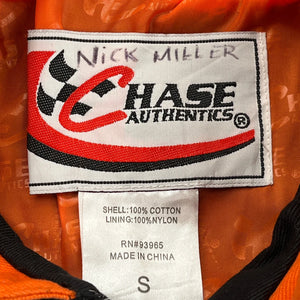 NICK MILLER
CHASE
AUTHENTICS®
SHELL:100% COTTON
LINING:100%NYLON
RN#93965
MADE IN CHINA
S